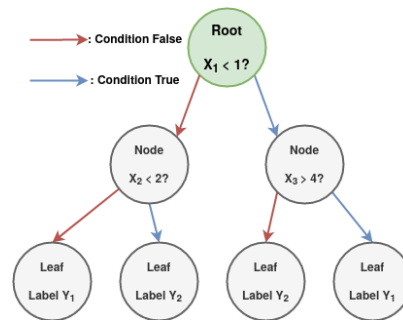 Root
X₁ < 1?
: Condition False
: Condition True
Node
X₂ < 2?
Node
X₃ > 4?
Leaf
Label Y₁
Leaf
Label Y₂
Leaf
Label Y₂
Leaf
Label Y₁